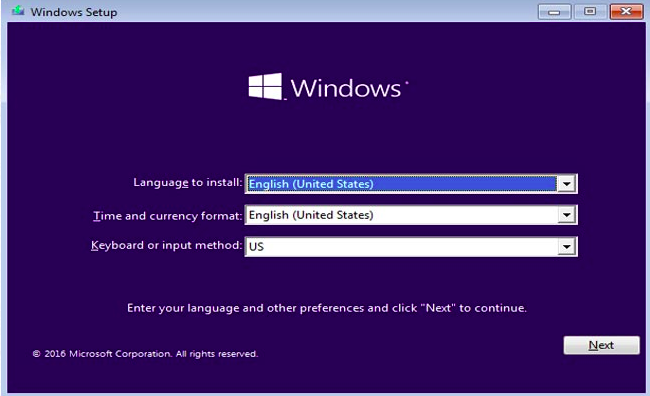 Windows Setup
Windows
Language to install: English (United States)
Time and currency format: English (United States)
Keyboard or input method: US
Enter your language and other preferences and click "Next" to continue.
Next
© 2016 Microsoft Corporation. All rights reserved.